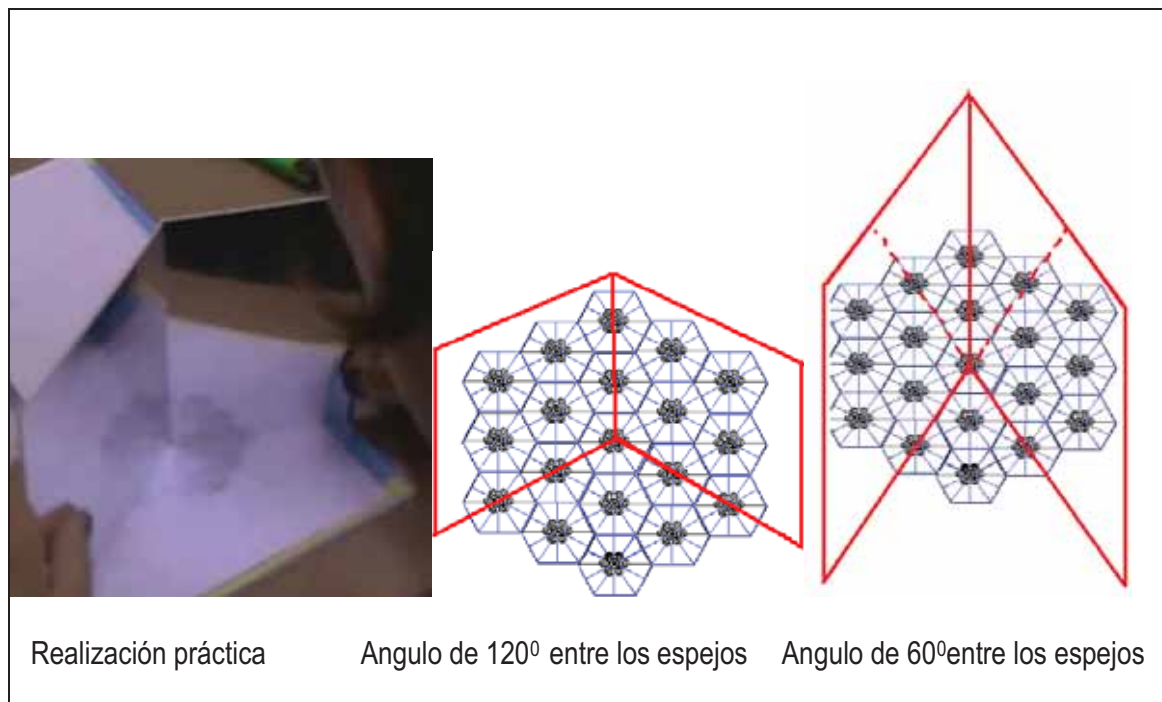 Realización práctica Angulo de 120⁰ entre los espejos Angulo de 60⁰entre los espejos